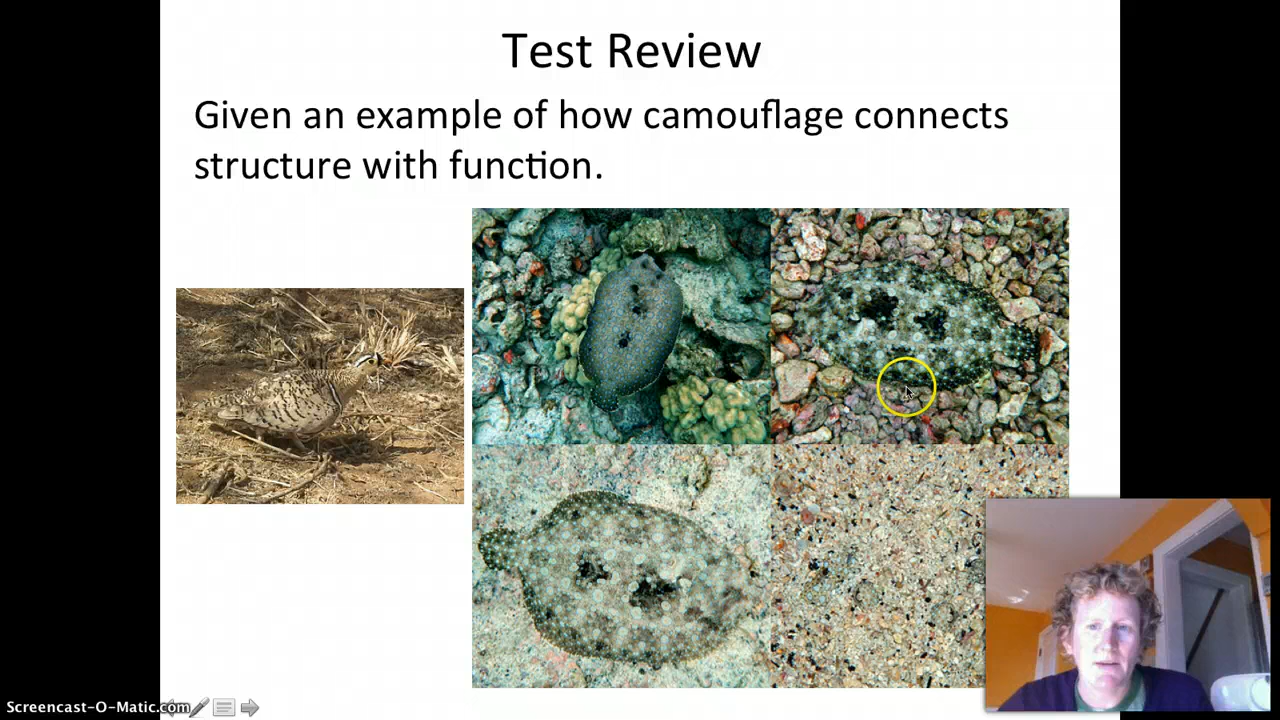 Test Review
Given an example of how camouflage connects
structure with function.
Screencast-O-Matic.com